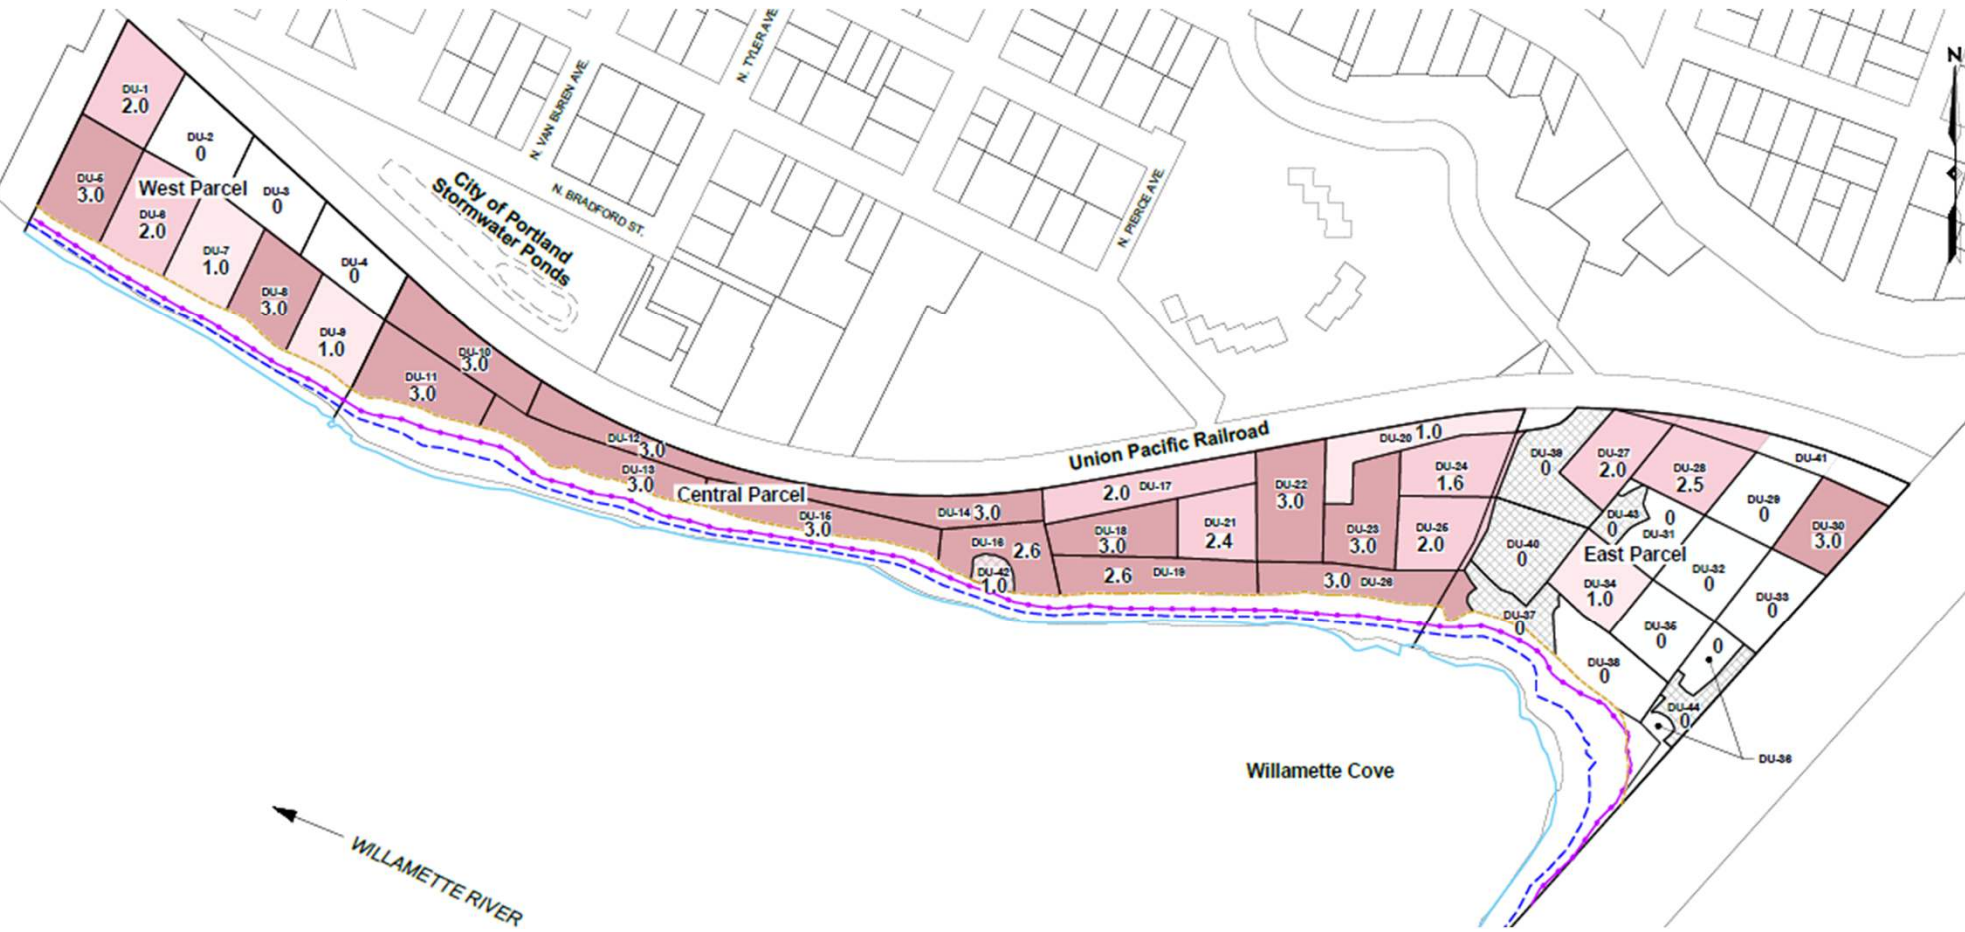 N. TYLER AVE
N. VAN BUREN AVE.
N
DU-1
2.0
DU-2
0
DU-5
3.0
West Parcel
DU-3
0
DU-6
2.0
DU-7
1.0
DU-4
0
DU-8
3.0
DU-9
1.0
City of Portland
Stormwater Ponds
N. BRADFORD ST.
N. PIERCE AVE.
DU-10
3.0
DU-11
3.0
DU-12
3.0
DU-13
3.0
Central Parcel
DU-15
3.0
DU-14 3.0
Union Pacific Railroad
2.0 DU-17
DU-16
2.6
DU-42
1.0
DU-18
3.0
DU-21
2.4
2.6 DU-19
DU-22
3.0
DU-20 1.0
DU-23
3.0
DU-24
1.6
DU-25
2.0
3.0 DU-26
DU-39
0
DU-27
2.0
DU-28
2.5
DU-41
DU-29
0
DU-30
3.0
DU-43
0
0
DU-31
DU-40
0
East Parcel
DU-32
0
DU-33
0
DU-34
1.0
DU-37
0
DU-35
0
DU-38
0
0
DU-44
0
DU-36
Willamette Cove
WILLAMETTE RIVER